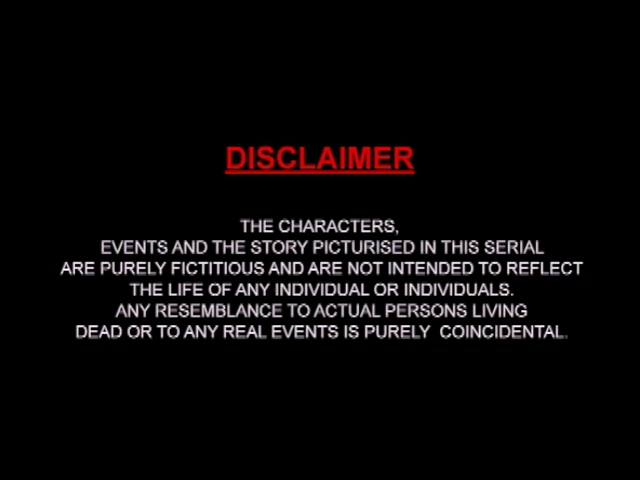 DISCLAIMER
THE CHARACTERS,
EVENTS AND THE STORY PICTURISED IN THIS SERIAL
ARE PURELY FICTITIOUS AND ARE NOT INTENDED TO REFLECT
THE LIFE OF ANY INDIVIDUAL OR INDIVIDUALS.
ANY RESEMBLANCE TO ACTUAL PERSONS LIVING
DEAD OR TO ANY REAL EVENTS IS PURELY COINCIDENTAL.